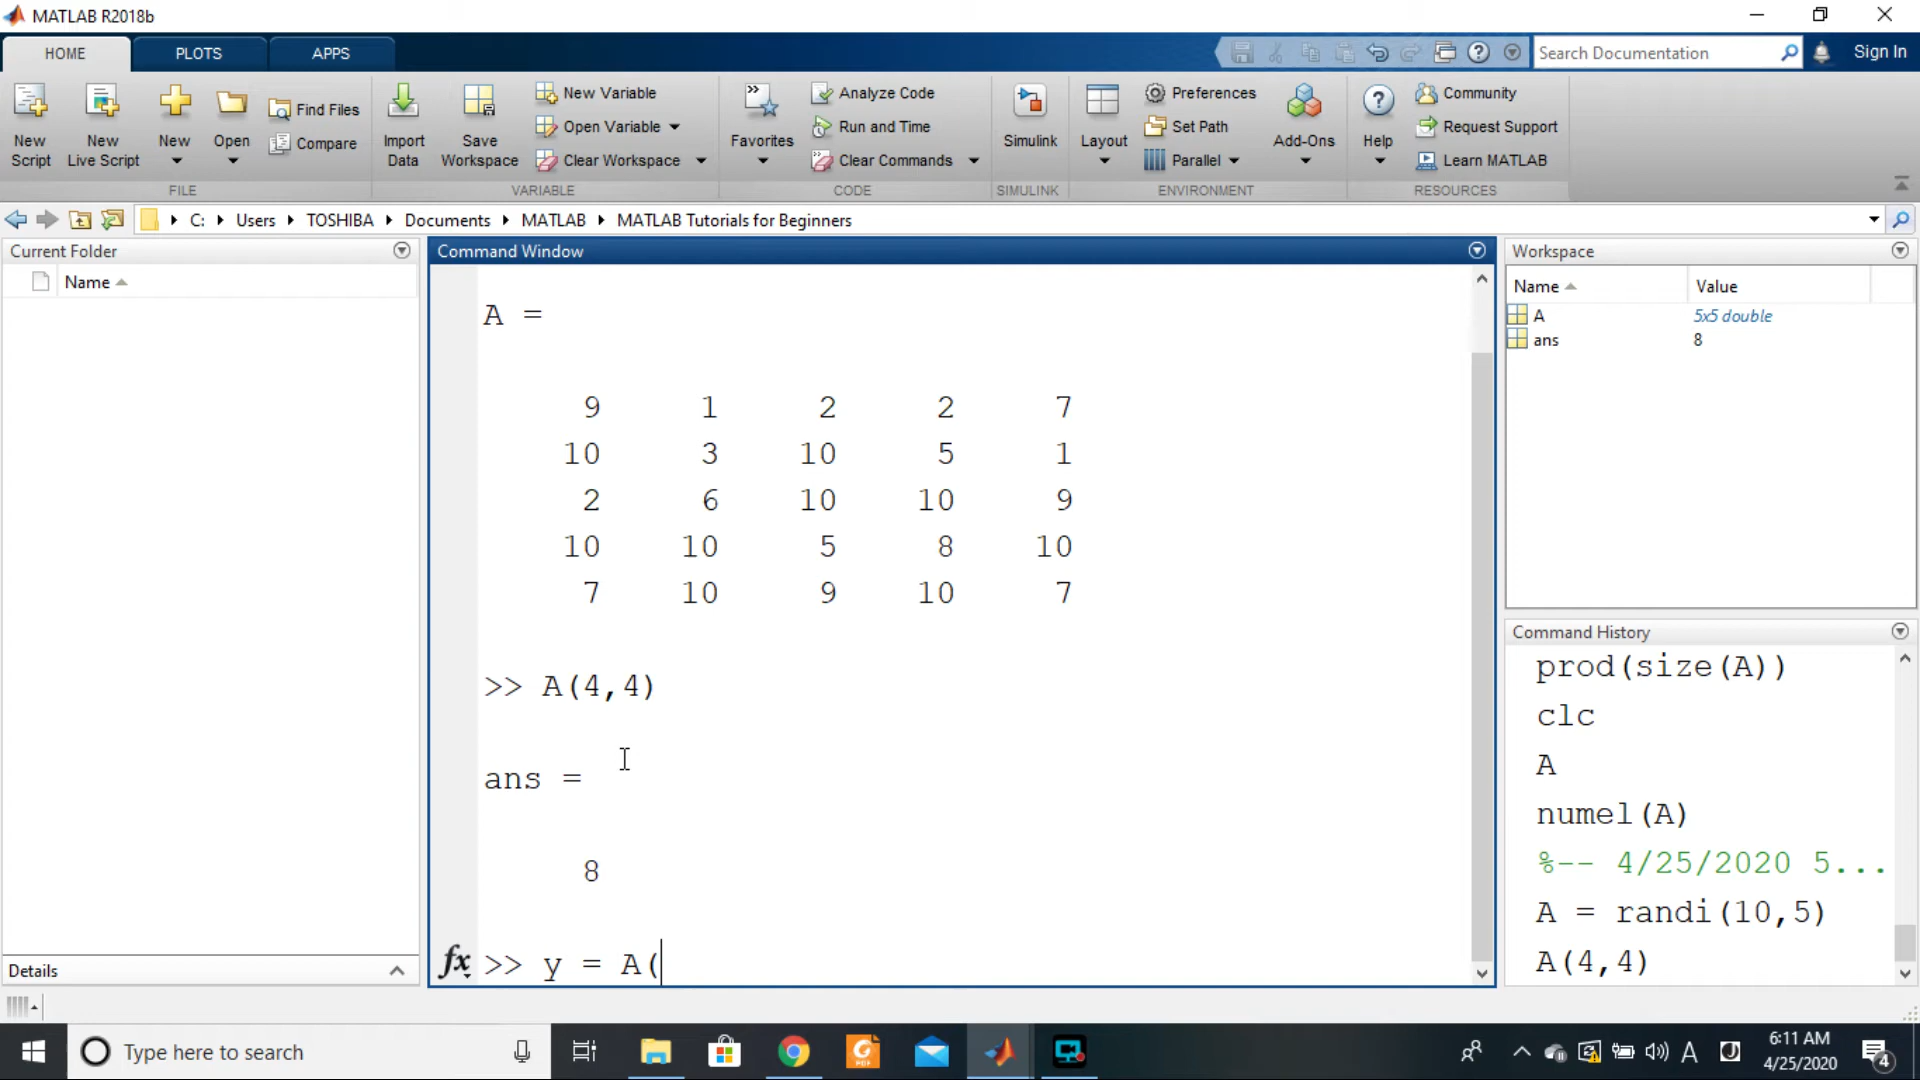 MATLAB R2018b
HOME PLOTS APPS Search Documentation Sign In
New Script
New Live Script
New
Open
Find Files
Compare
FILE
Import Data
Save Workspace
New Variable
Open Variable
Clear Workspace
VARIABLE
Favorites
Analyze Code
Run and Time
Clear Commands
CODE
Simulink
SIMULINK
Layout
Preferences
Set Path
Parallel
Add-Ons
ENVIRONMENT
Help
Community
Request Support
Learn MATLAB
RESOURCES
C: Users TOSHIBA Documents MATLAB MATLAB Tutorials for Beginners
Current Folder
Name
Details
Command Window
A =
9 1 2 2 7
10 3 10 5 1
2 6 10 10 9
10 10 5 8 10
7 10 9 10 7
>> A(4,4)
ans =
8
fx >> y = A(
Workspace
Name Value
A 5x5 double
ans 8
Command History
prod(size(A))
clc
A
numel(A)
%-- 4/25/2020 5...
A = randi(10,5)
A(4,4)
Type here to search
PDF
A
J
6:11 AM
4/25/2020
4